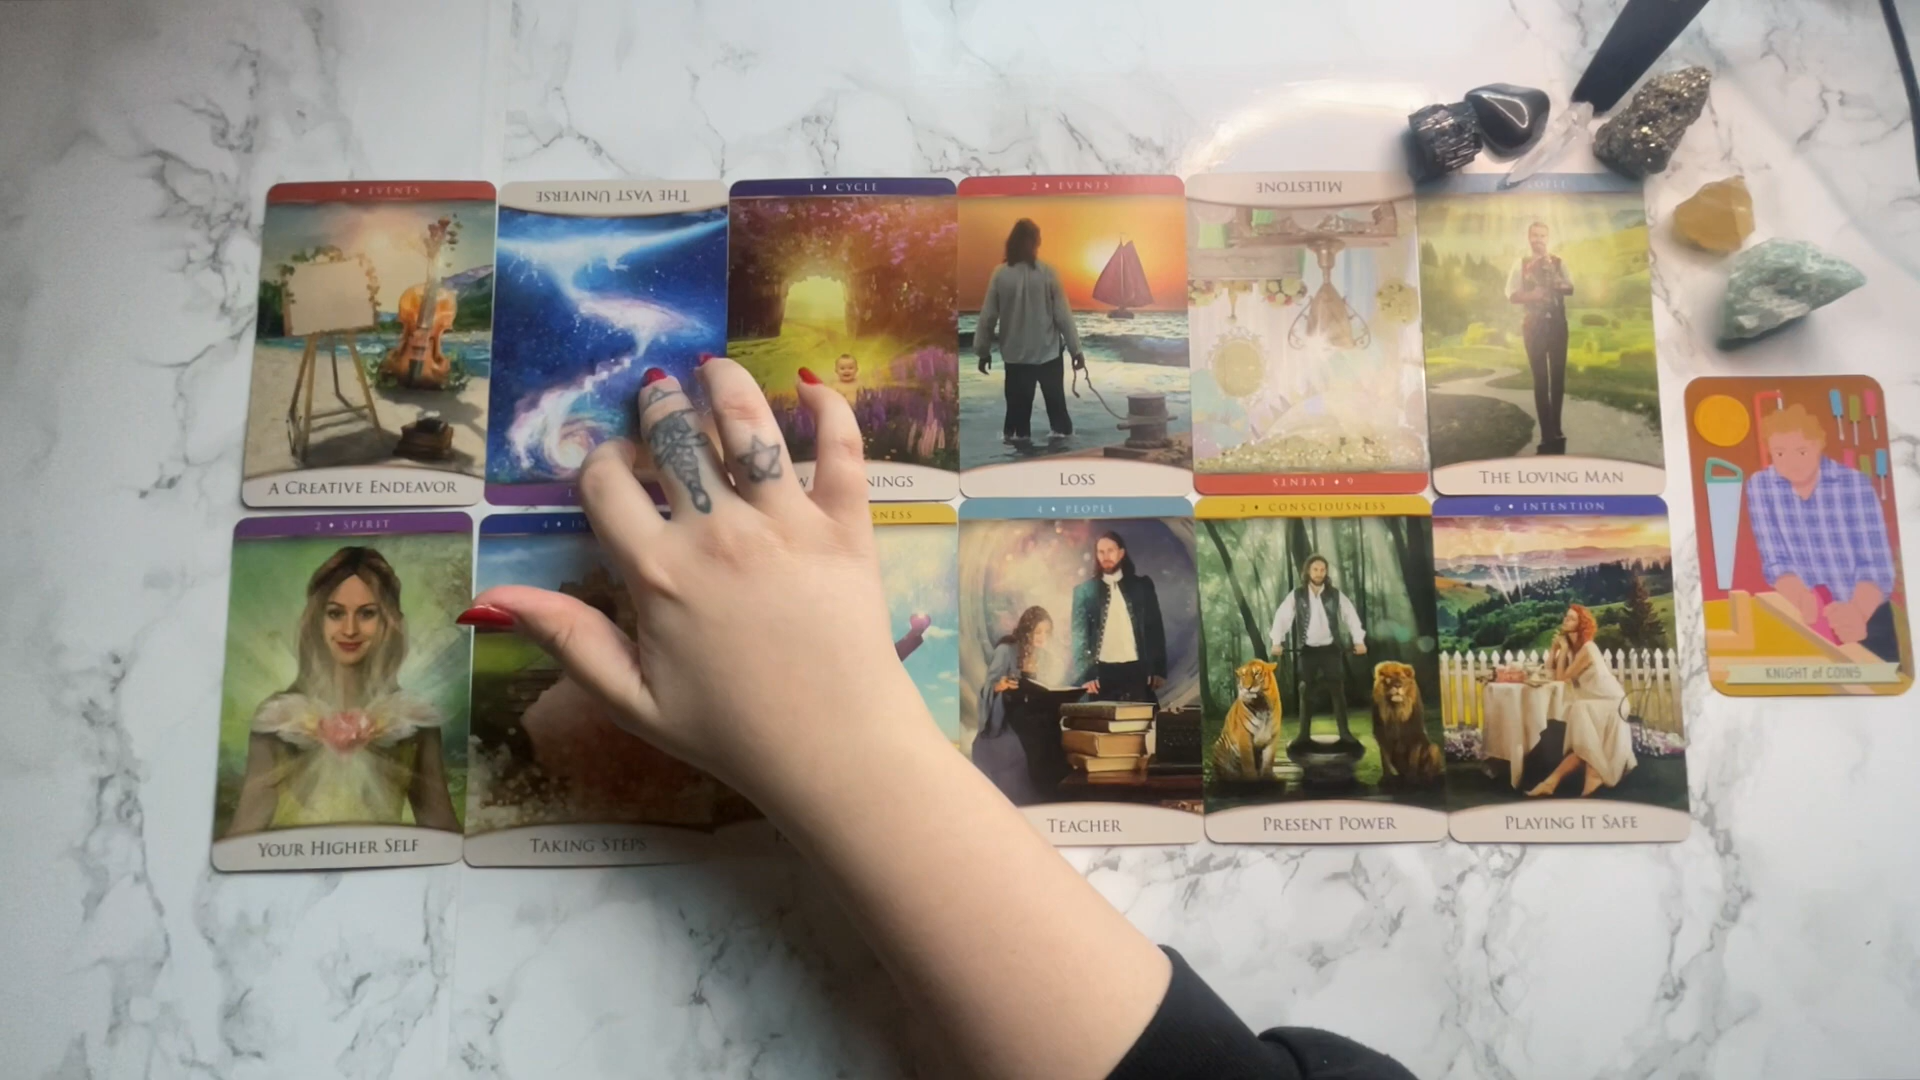 8 • EVENTS
THE VAST UNIVERSE
1 • CYCLE
2 • EVENTS
MILESTONE
A CREATIVE ENDEAVOR
LOSS
6 • EVENTS
THE LOVING MAN
2 • SPIRIT
4 • PEOPLE
2 • CONSCIOUSNESS
6 • INTENTION
YOUR HIGHER SELF
TAKING STEPS
TEACHER
PRESENT POWER
PLAYING IT SAFE
KNIGHT of COINS